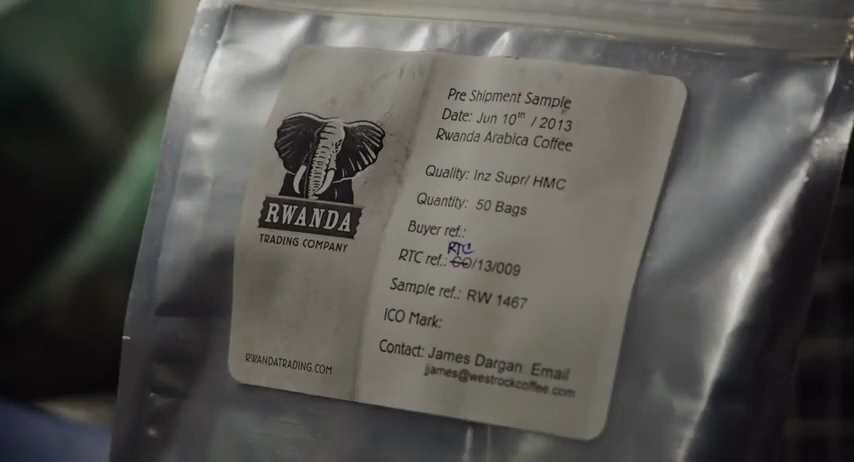 RWANDA
TRADING COMPANY
RWANDATRADING.COM
Pre Shipment Sample
Date: Jun 10th / 2013
Rwanda Arabica Coffee
Quality: Inz Supr/ HMC
Quantity: 50 Bags
Buyer ref.:
RTC
RTC ref.: CO/13/009
Sample ref.: RW 1467
ICO Mark:
Contact: James Dargan Email
jjames@westrockcoffee.com